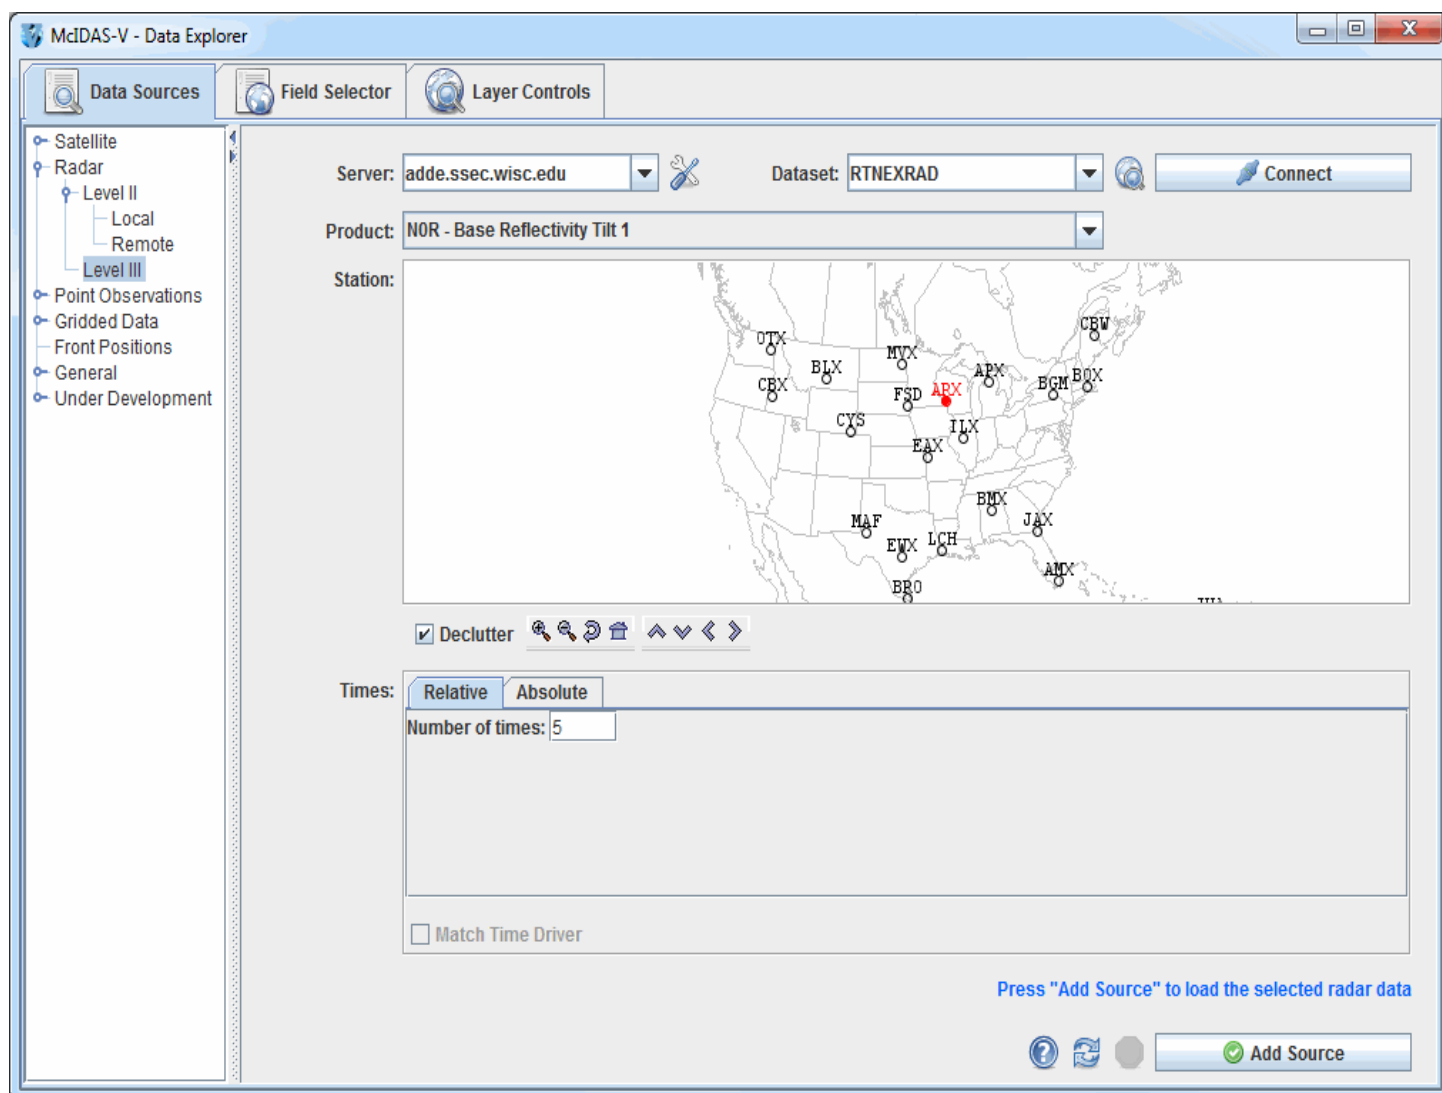 McIDAS-V - Data Explorer
Data Sources
Field Selector
Layer Controls
Satellite
Radar
Level II
Local
Remote
Level III
Point Observations
Gridded Data
Front Positions
General
Under Development
Server: adde.ssec.wisc.edu
Dataset: RTNEXRAD
Connect
Product: N0R - Base Reflectivity Tilt 1
Station:
CBW
OTX
MVX
BLX
APX
BGM
BOX
CBX
FSD
ARX
CYS
ILX
EAX
BMX
MAF
JAX
EWX
LCH
AMX
BRO
Declutter
Times:
Relative
Absolute
Number of times: 5
Match Time Driver
Press "Add Source" to load the selected radar data
Add Source